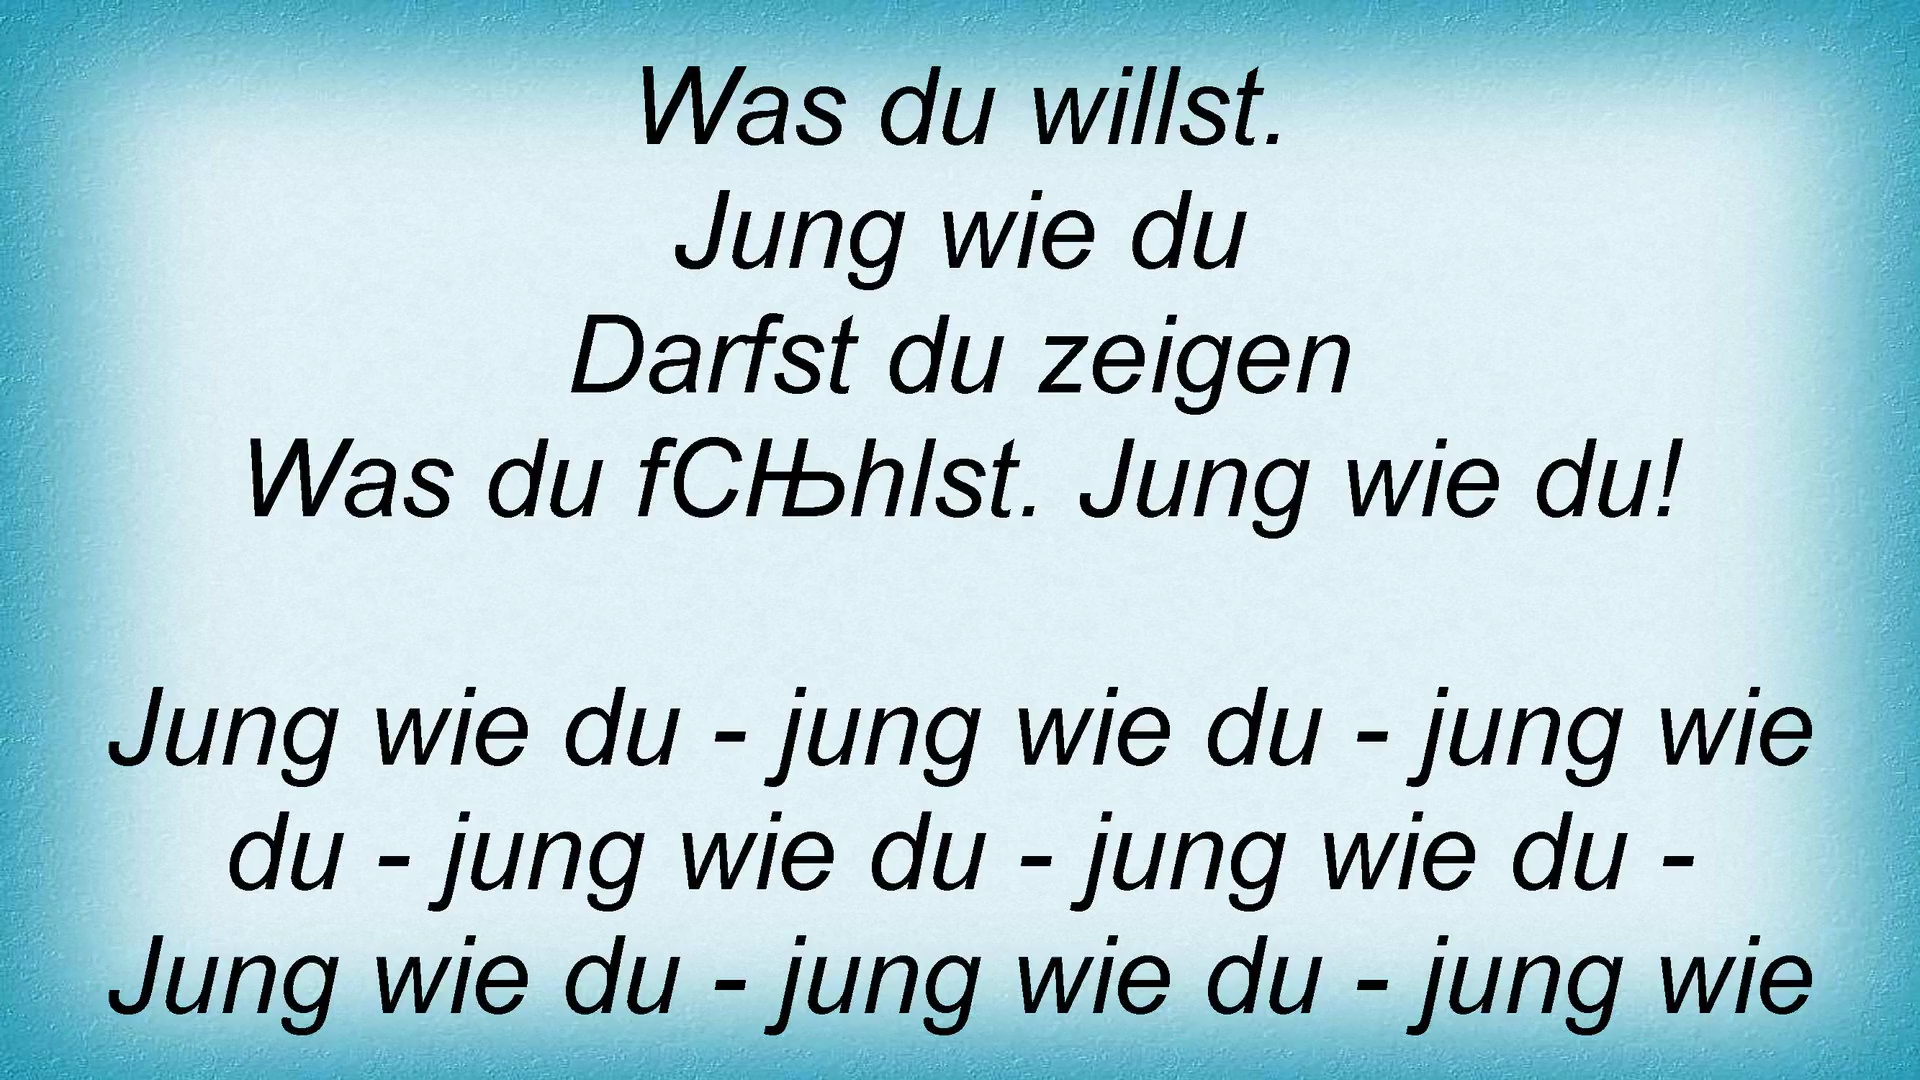 Was du willst.
Jung wie du
Darfst du zeigen
Was du fCЊhlst. Jung wie du!
Jung wie du - jung wie du - jung wie
du - jung wie du - jung wie du -
Jung wie du - jung wie du - jung wie